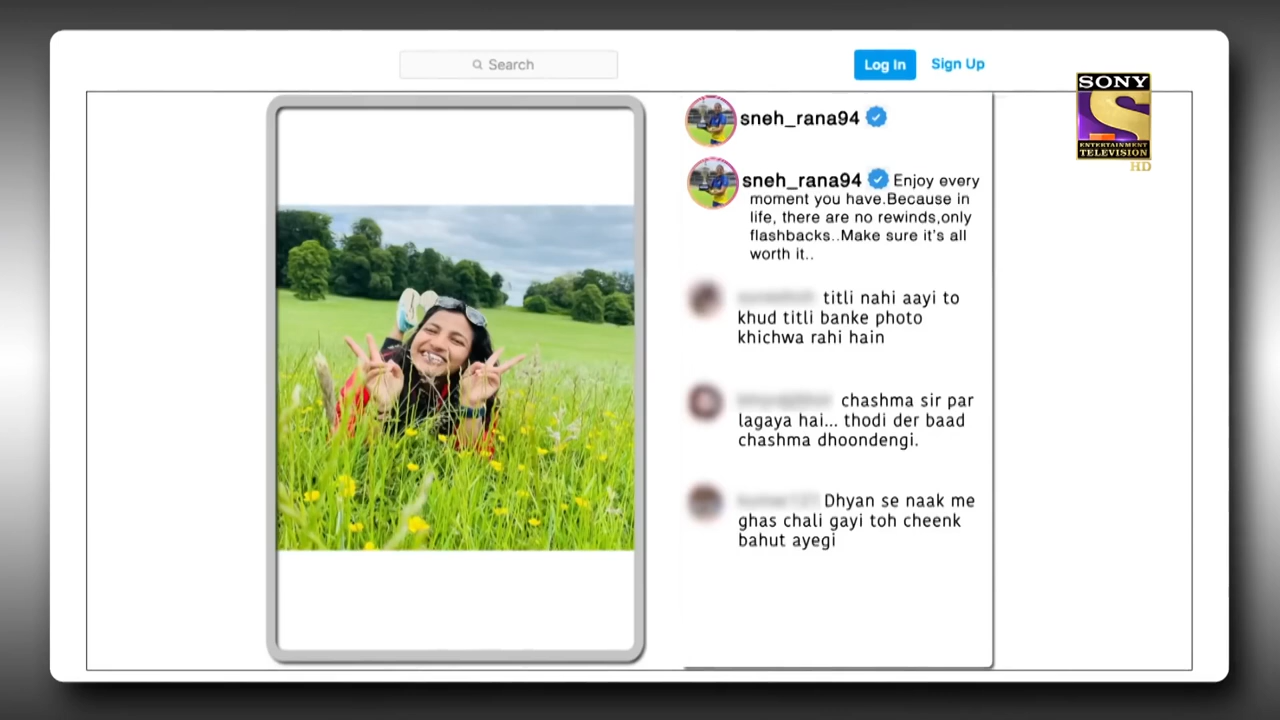 Search
Log In
Sign Up
SONY
ENTERTAINMENT
TELEVISION
HD
sneh_rana94
sneh_rana94 Enjoy every
moment you have.Because in
life, there are no rewinds,only
flashbacks..Make sure it's all
worth it..
titli nahi aayi to
khud titli banke photo
khichwa rahi hain
chashma sir par
lagaya hai... thodi der baad
chashma dhoondengi.
Dhyan se naak me
ghas chali gayi toh cheenk
bahut ayegi